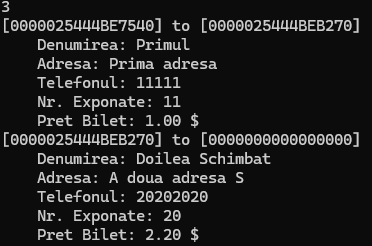 3
[0000025444BE7540] to [0000025444BEB270]
Denumirea: Primul
Adresa: Prima adresa
Telefonul: 11111
Nr. Exponate: 11
Pret Bilet: 1.00 $
[0000025444BEB270] to [0000000000000000]
Denumirea: Doilea Schimbat
Adresa: A doua adresa S
Telefonul: 20202020
Nr. Exponate: 20
Pret Bilet: 2.20 $